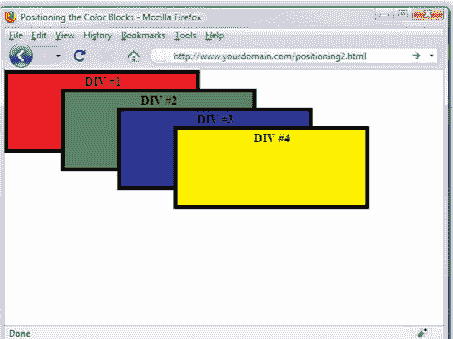 Positioning the Color Blocks - Mozilla Firefox
File Edit View History Bookmarks Tools Help
http://www.yourdomain.com/positioning2.html
DIV #1
DIV #2
DIV #3
DIV #4
Done